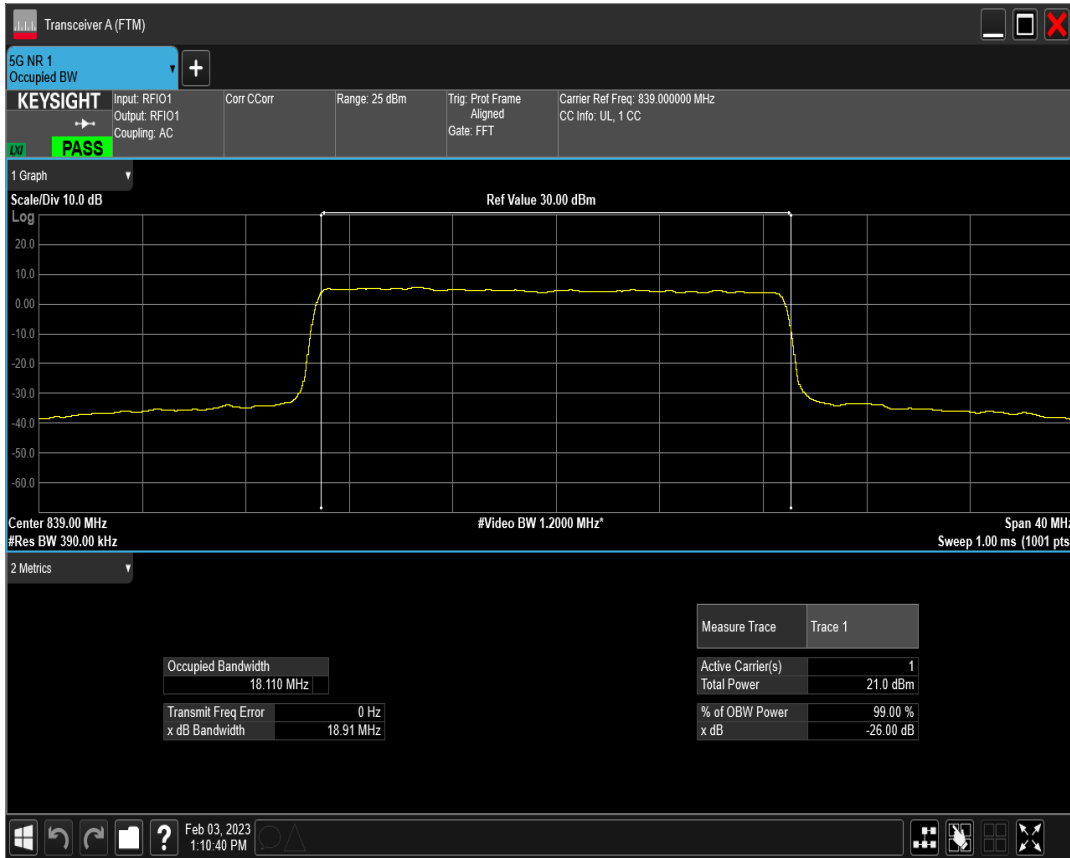 Transceiver A (FTM)
5G NR 1
Occupied BW
+
KEYSIGHT
LXI
PASS
Input: RFIO1
Output: RFIO1
Coupling: AC
Corr CCorr
Range: 25 dBm
Trig: Prot Frame
Aligned
Gate: FFT
Carrier Ref Freq: 839.000000 MHz
CC Info: UL, 1 CC
1 Graph
Scale/Div 10.0 dB
Ref Value 30.00 dBm
Log
20.0
10.0
0.00
-10.0
-20.0
-30.0
-40.0
-50.0
-60.0
Center 839.00 MHz
#Video BW 1.2000 MHz*
Span 40 MHz
#Res BW 390.00 kHz
Sweep 1.00 ms (1001 pts
2 Metrics
Measure Trace Trace 1
Occupied Bandwidth
18.110 MHz
Active Carrier(s) 1
Total Power 21.0 dBm
Transmit Freq Error 0 Hz
x dB Bandwidth 18.91 MHz
% of OBW Power 99.00 %
x dB -26.00 dB
?
Feb 03, 2023
1:10:40 PM